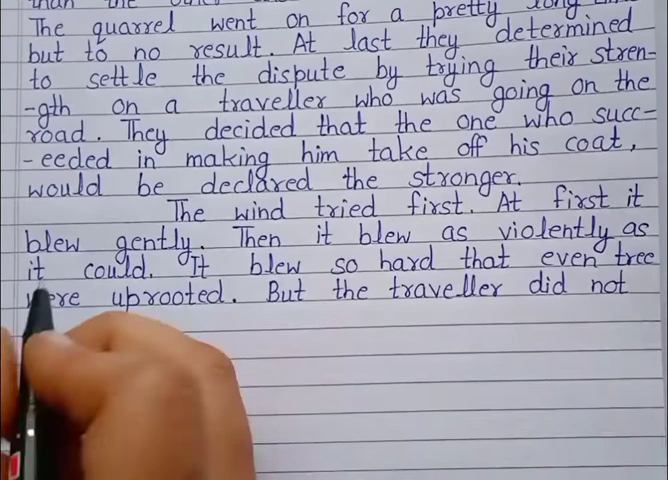 than the
The quarrel went on for a pretty long
but to no result. At last they determined
to settle the dispute by trying their stren-
-gth on a traveller who was going on the
road. They decided that the one who succ-
-eeded in making him take off his coat,
would be declared the stronger.
The wind tried first. At first it
blew gently. Then it blew as violently as
it could. It blew so hard that even tree
were uprooted. But the traveller did not